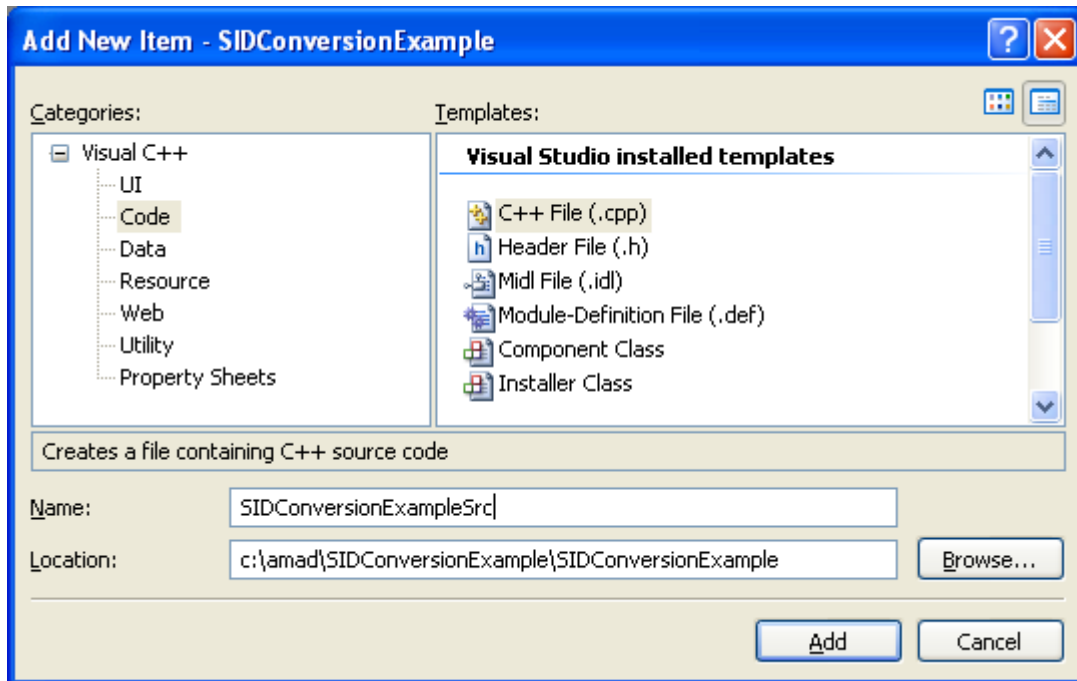 Add New Item - SIDConversionExample
Categories:
Templates:
Visual C++
UI
Code
Data
Resource
Web
Utility
Property Sheets
Visual Studio installed templates
C++ File (.cpp)
Header File (.h)
Midl File (.idl)
Module-Definition File (.def)
Component Class
Installer Class
Creates a file containing C++ source code
Name:
SIDConversionExampleSrc
Location:
c:\amad\SIDConversionExample\SIDConversionExample
Browse...
Add
Cancel